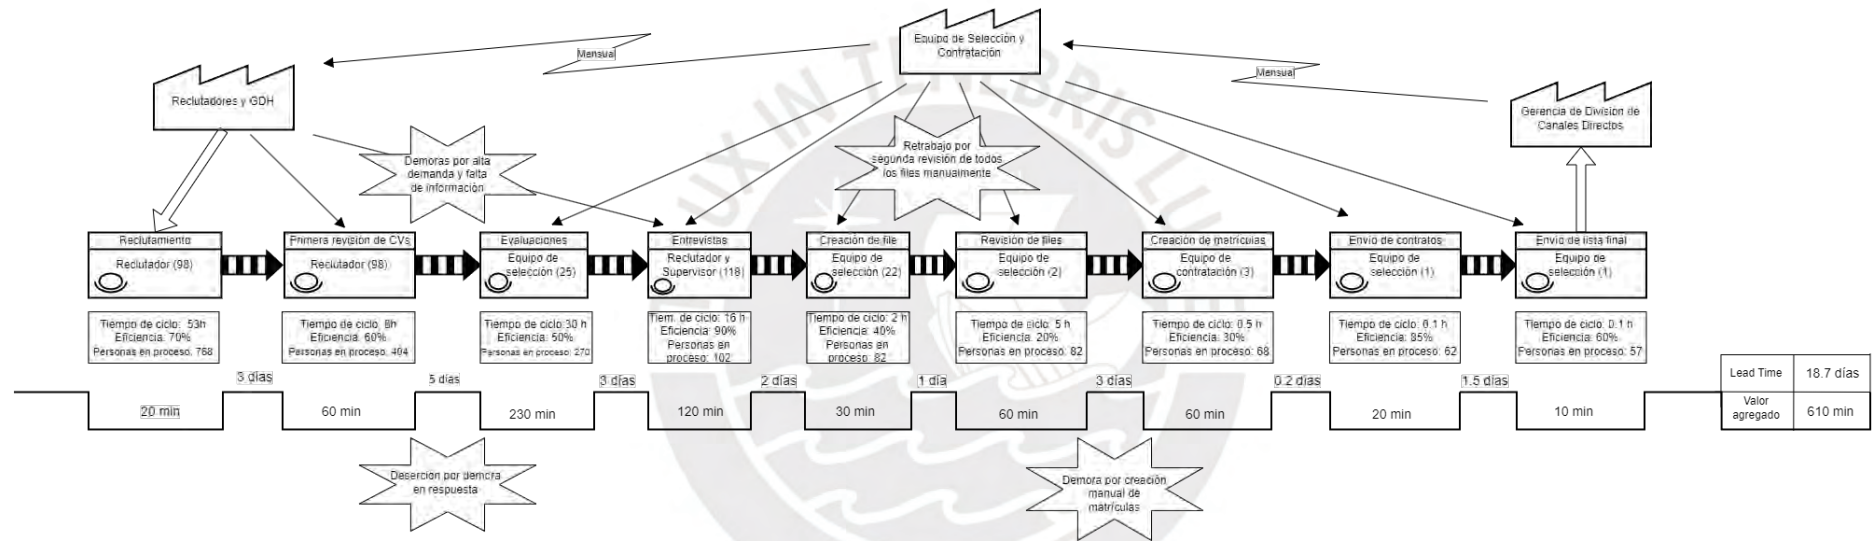 Equipo de Selección y
Contratación
Mensual
Mensual
Reclutadores y GDH
Gerencia de División de
Canales Directos
Demoras por alta
demanda y falta
de información
Retrabajo por
segunda revisión de todos
los files manualmente
Reclutamiento
Reclutador (98)
Primera revisión de CVs
Reclutador (98)
Evaluaciones
Equipo de
selección (25)
Entrevistas
Reclutador y
Supervisor (118)
Creación de file
Equipo de
selección (22)
Revisión de files
Equipo de
selección (2)
Creación de matrículas
Equipo de
contratación (3)
Envío de contratos
Equipo de
selección (1)
Envío de lista final
Equipo de
selección (1)
Tiempo de ciclo: 53h
Eficiencia: 70%
Personas en proceso: 768
Tiempo de ciclo: 8h
Eficiencia: 60%
Personas en proceso: 404
Tiempo de ciclo: 30 h
Eficiencia: 50%
Personas en proceso: 270
Tiem. de ciclo: 16 h
Eficiencia: 90%
Personas en
proceso: 102
Tiempo de ciclo: 2 h
Eficiencia: 40%
Personas en
proceso: 82
Tiempo de ciclo: 5 h
Eficiencia: 20%
Personas en proceso: 82
Tiempo de ciclo: 0.5 h
Eficiencia: 30%
Personas en proceso: 68
Tiempo de ciclo: 0.1 h
Eficiencia: 85%
Personas en proceso: 62
Tiempo de ciclo: 0.1 h
Eficiencia: 60%
Personas en proceso: 57
3 días
5 días
3 días
2 días
1 día
3 días
0.2 días
1.5 días
20 min
60 min
230 min
120 min
30 min
60 min
60 min
20 min
10 min
Lead Time
18.7 días
Valor
agregado
610 min
Deserción por demora
en respuesta
Demora por creación
manual de
matrículas